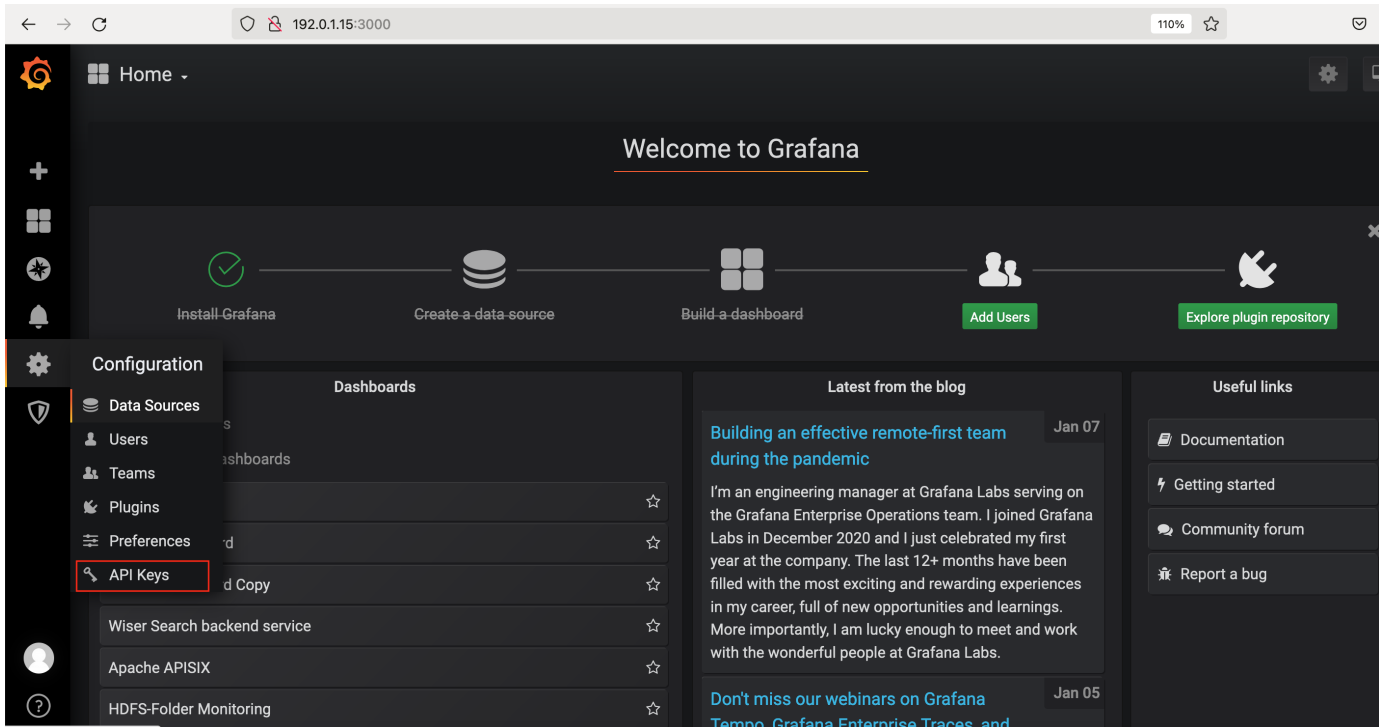 192.0.1.15:3000
110%
Home
Welcome to Grafana
Install Grafana
Create a data source
Build a dashboard
Add Users
Explore plugin repository
Configuration
Data Sources
Users
Teams
Plugins
Preferences
API Keys
Dashboards
s
ashboards
rd
d Copy
Wiser Search backend service
Apache APISIX
HDFS-Folder Monitoring
Latest from the blog
Building an effective remote-first team
during the pandemic
Jan 07
I'm an engineering manager at Grafana Labs serving on
the Grafana Enterprise Operations team. I joined Grafana
Labs in December 2020 and I just celebrated my first
year at the company. The last 12+ months have been
filled with the most exciting and rewarding experiences
in my career, full of new opportunities and learnings.
More importantly, I am lucky enough to meet and work
with the wonderful people at Grafana Labs.
Don't miss our webinars on Grafana
Tempo, Grafana Enterprise Traces, and
Jan 05
Useful links
Documentation
Getting started
Community forum
Report a bug